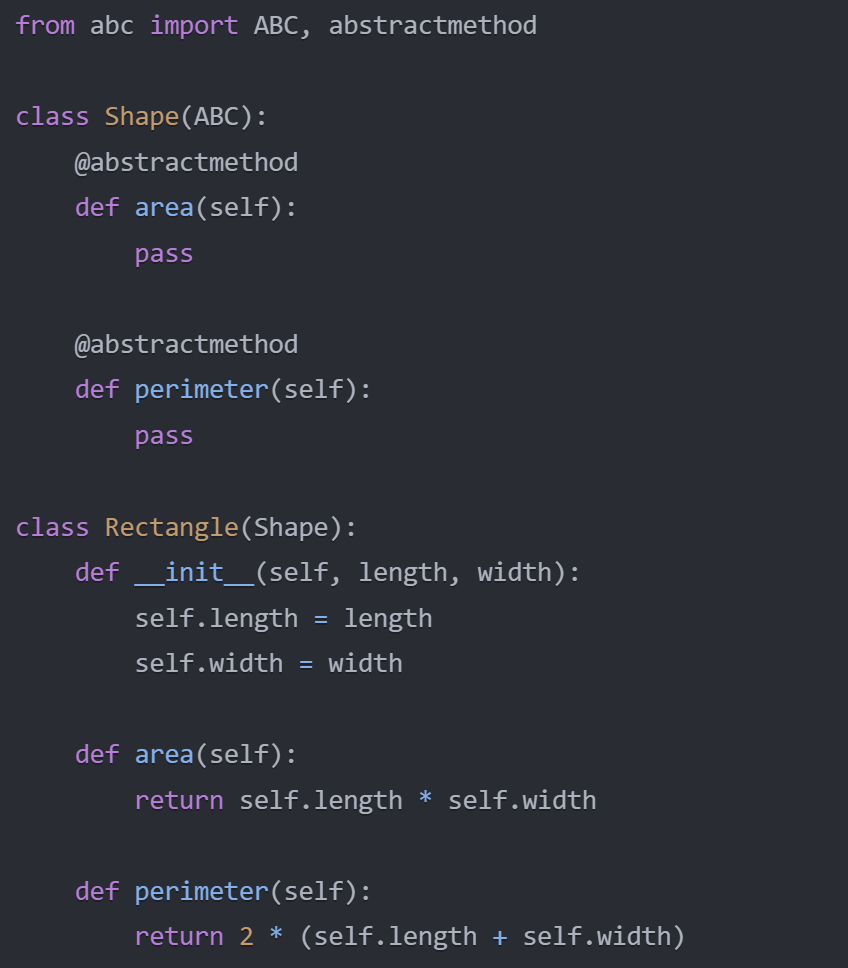 from abc import ABC, abstractmethod

class Shape(ABC):
    @abstractmethod
    def area(self):
        pass

    @abstractmethod
    def perimeter(self):
        pass

class Rectangle(Shape):
    def __init__(self, length, width):
        self.length = length
        self.width = width

    def area(self):
        return self.length * self.width

    def perimeter(self):
        return 2 * (self.length + self.width)